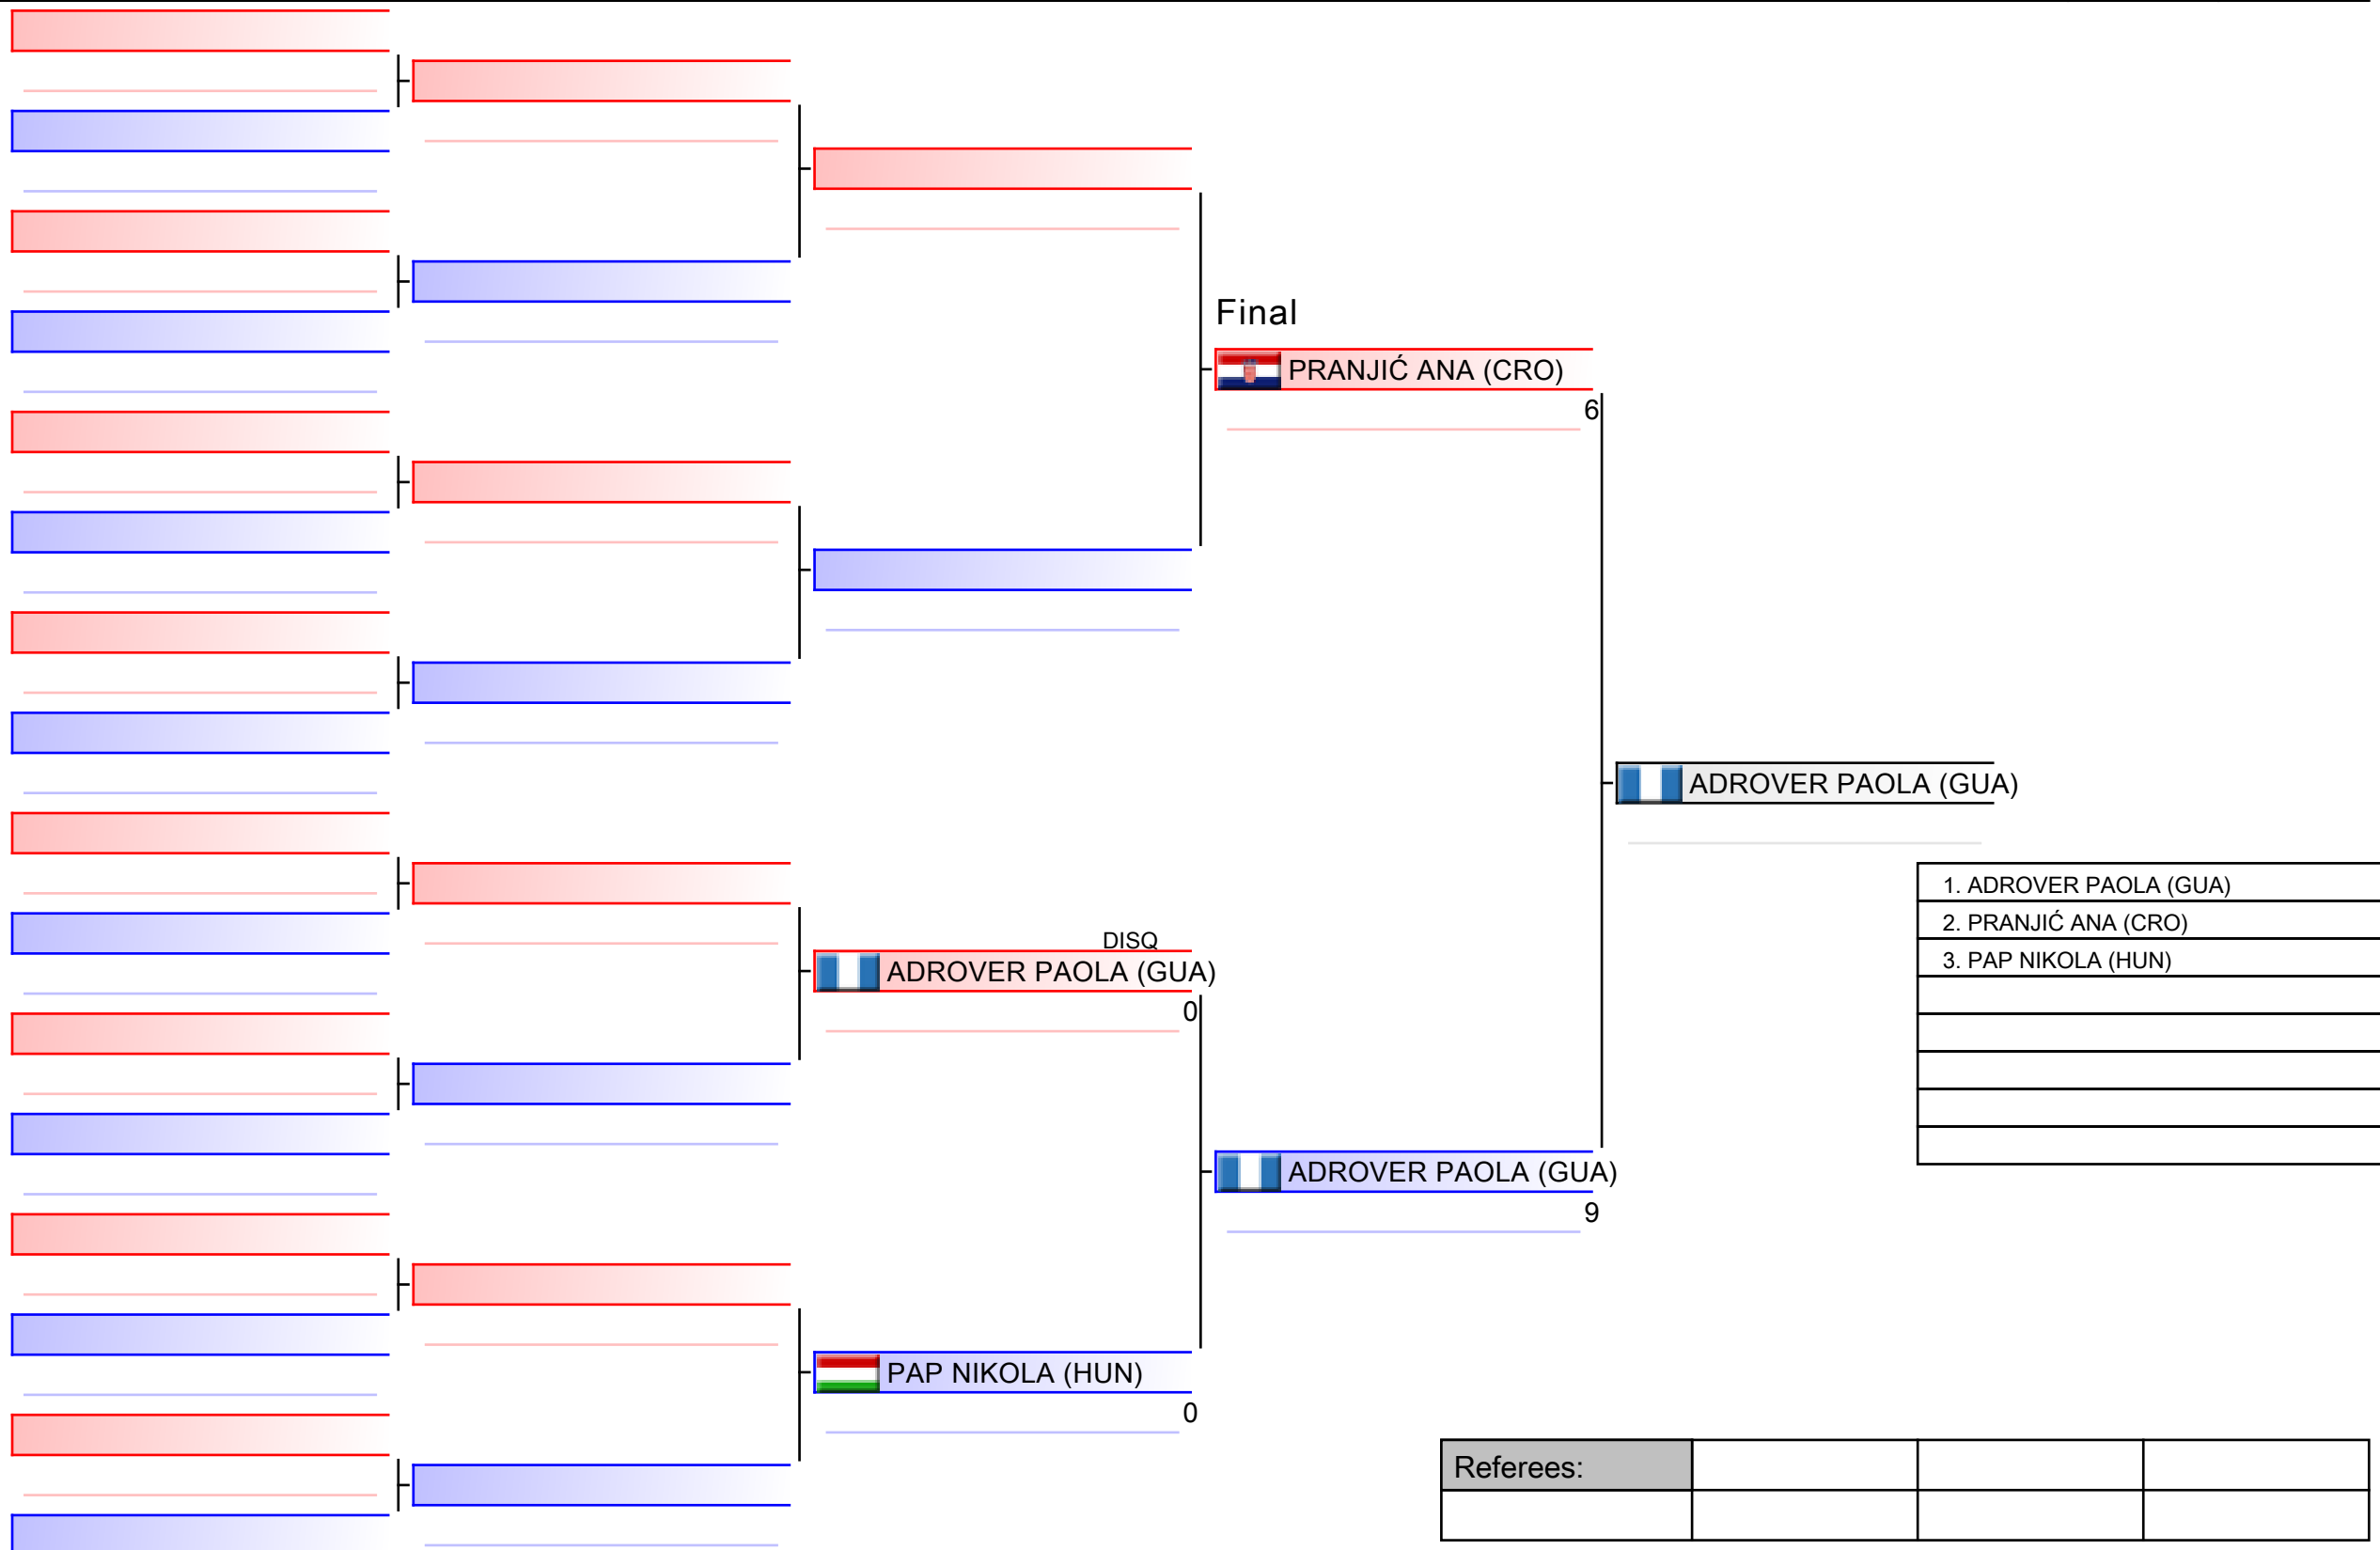 Final
PRANJIĆ ANA (CRO)
6
ADROVER PAOLA (GUA)
1. ADROVER PAOLA (GUA)
2. PRANJIĆ ANA (CRO)
3. PAP NIKOLA (HUN)
DISQ
ADROVER PAOLA (GUA)
0
ADROVER PAOLA (GUA)
9
PAP NIKOLA (HUN)
0
Referees: